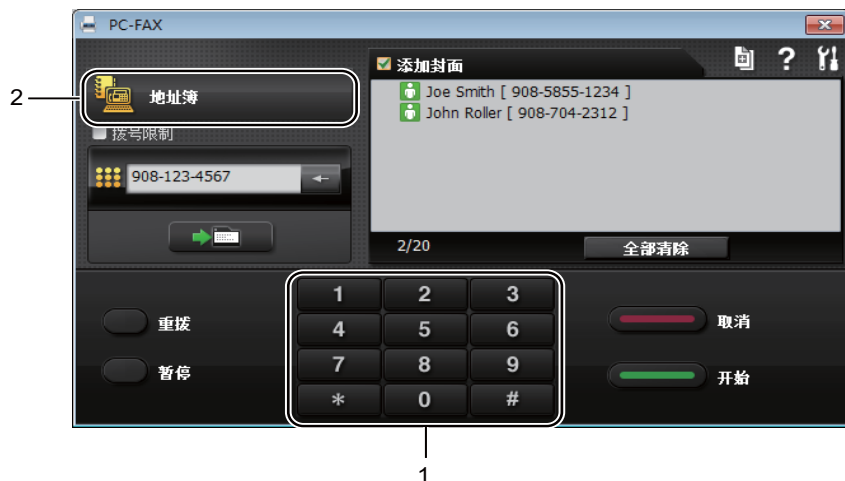 PC-FAX
2
地址簿
拨号限制
908-123-4567
添加封面
?
Joe Smith [ 908-5855-1234 ]
John Roller [ 908-704-2312 ]
2/20
全部清除
重拨
暂停
1 2 3
4 5 6
7 8 9
* 0 #
取消
开始
1